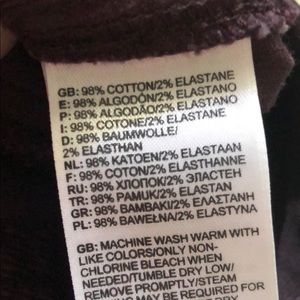 GB: 98% COTTON/2% ELASTANE
E: 98% ALGODÓN/2% ELASTANO
P: 98% ALGODÃO/2% ELASTANO
I: 98% COTONE/2% ELASTANE
D: 98% BAUMWOLLE/
2% ELASTHAN
NL: 98% KATOEN/2% ELASTAAN
F: 98% COTON/2% ELASTHANNE
RU: 98% ХЛОПОК/2% ЭЛАСТЕН
TR: 98% PAMUK/2% ELASTAN
GR: 98% BAMBAKI/2% ΕΛΑΣΤΑΝΗ
PL: 98% BAWEŁNA/2% ELASTYNA
GB: MACHINE WASH WARM WITH
LIKE COLORS/ONLY NON-
CHLORINE BLEACH WHEN
NEEDED/TUMBLE DRY LOW/
REMOVE PROMPTLY/STEAM
MAY BE REQUIRED FOR